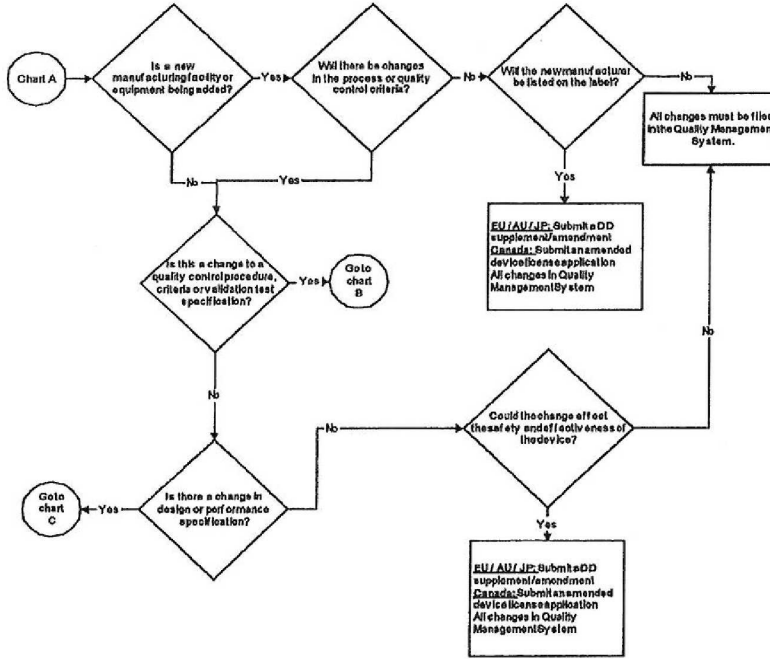 Chart A
Is a new
manufacturing facility or
equipment being added?
Yes
Will there be changes
in the process or quality
control criteria?
No
Will the new manufacturer
be listed on the label?
No
All changes must be filed
in the Quality Management
System.
No
Yes
Yes
EU / AU / JP: Submit a DD
supplement/amendment
Canada: Submit an amended
device license application
All changes in Quality
Management System
Is this a change to a
quality control procedure,
criteria or validation test
specification?
Yes
Go to
chart
B
No
No
Could the change effect
the safety and effectiveness of
the device?
No
Is there a change in
design or performance
specification?
Yes
Go to
chart
C
Yes
EU / AU / JP: Submit a DD
supplement/amendment
Canada: Submit an amended
device license application
All changes in Quality
Management System